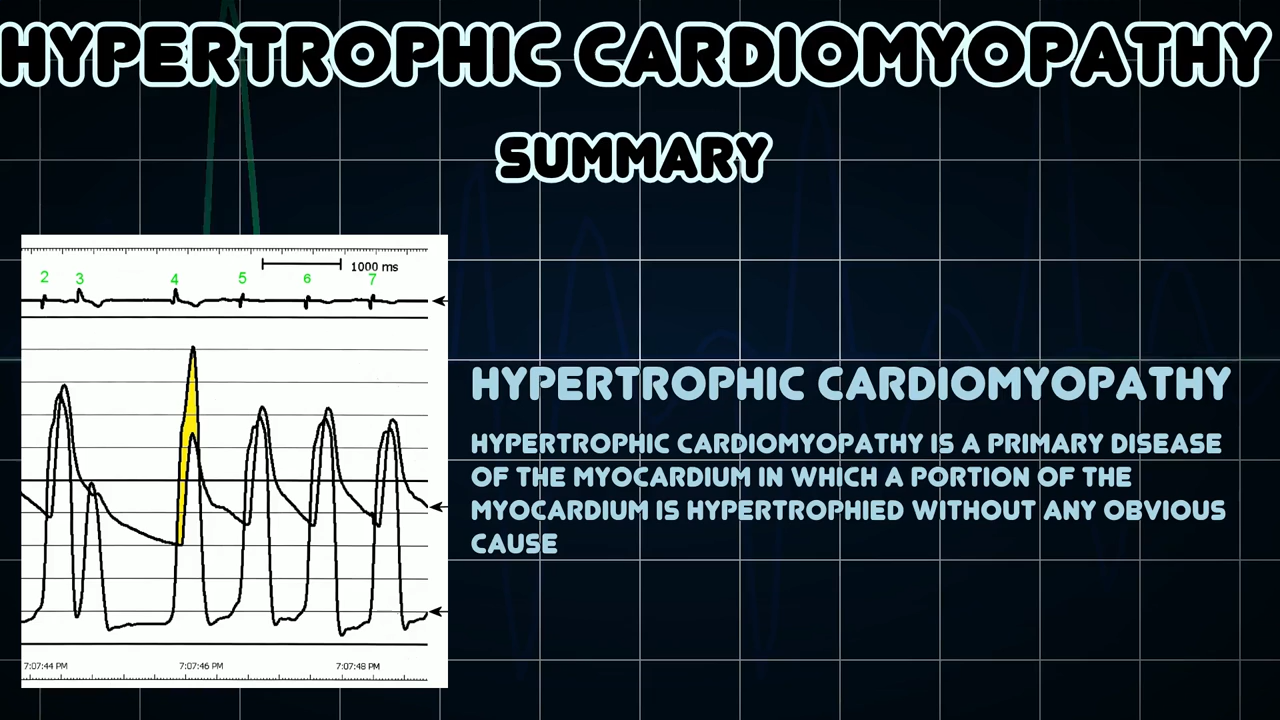 HYPERTROPHIC CARDIOMYOPATHY
SUMMARY
2 3 4 5 6 7
1000 ms
7:07:44 PM 7:07:46 PM 7:07:48 PM
HYPERTROPHIC CARDIOMYOPATHY
HYPERTROPHIC CARDIOMYOPATHY IS A PRIMARY DISEASE
OF THE MYOCARDIUM IN WHICH A PORTION OF THE
MYOCARDIUM IS HYPERTROPHIED WITHOUT ANY OBVIOUS
CAUSE